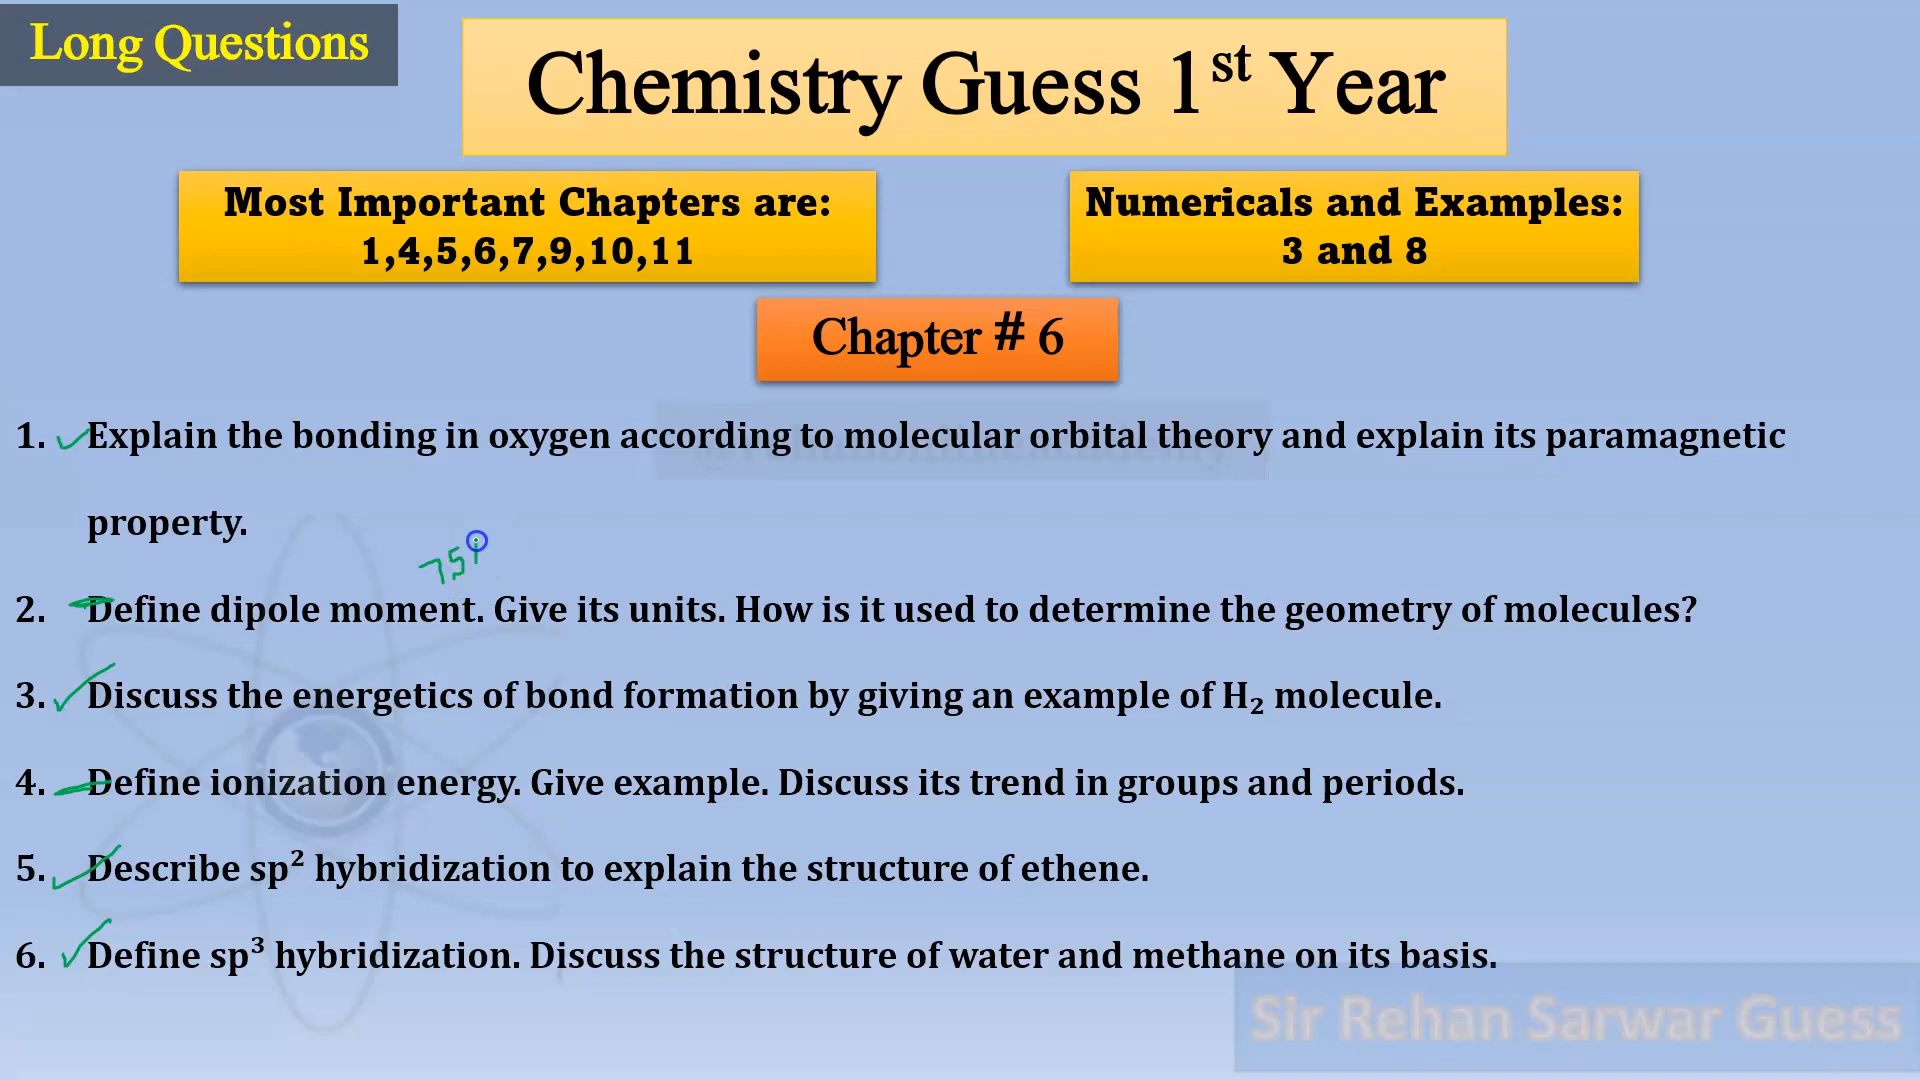 Long Questions
Chemistry Guess 1st Year
Most Important Chapters are:
1,4,5,6,7,9,10,11
Numericals and Examples:
3 and 8
Chapter # 6
1. Explain the bonding in oxygen according to molecular orbital theory and explain its paramagnetic
property.
75
2. Define dipole moment. Give its units. How is it used to determine the geometry of molecules?
3. Discuss the energetics of bond formation by giving an example of H₂ molecule.
4. Define ionization energy. Give example. Discuss its trend in groups and periods.
5. Describe sp² hybridization to explain the structure of ethene.
6. Define sp³ hybridization. Discuss the structure of water and methane on its basis.
Sir Rehan Sarwar Guess